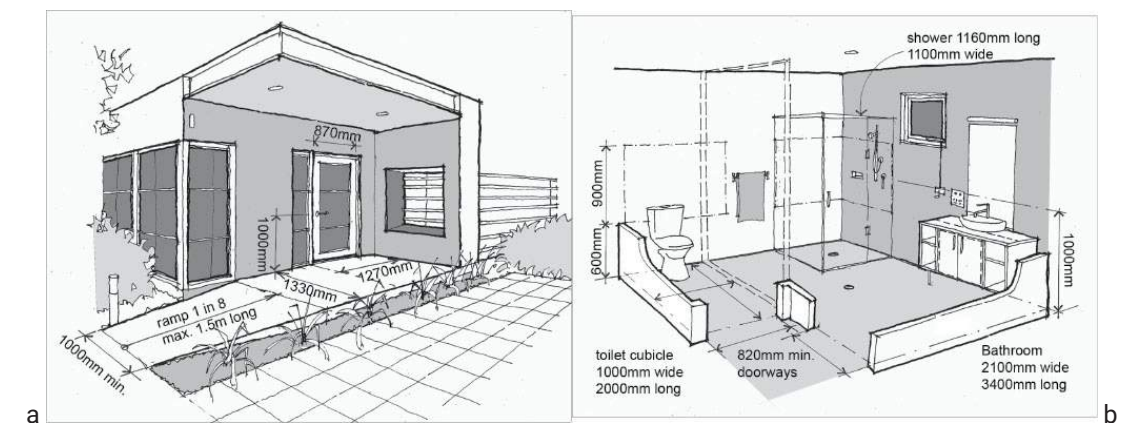 870mm
1000mm
1270mm
1330mm
ramp 1 in 8
max. 1.5m long
1000mm min.
a
shower 1160mm long
1100mm wide
900mm
600mm
1000mm
toilet cubicle
1000mm wide
2000mm long
820mm min.
doorways
Bathroom
2100mm wide
3400mm long
b